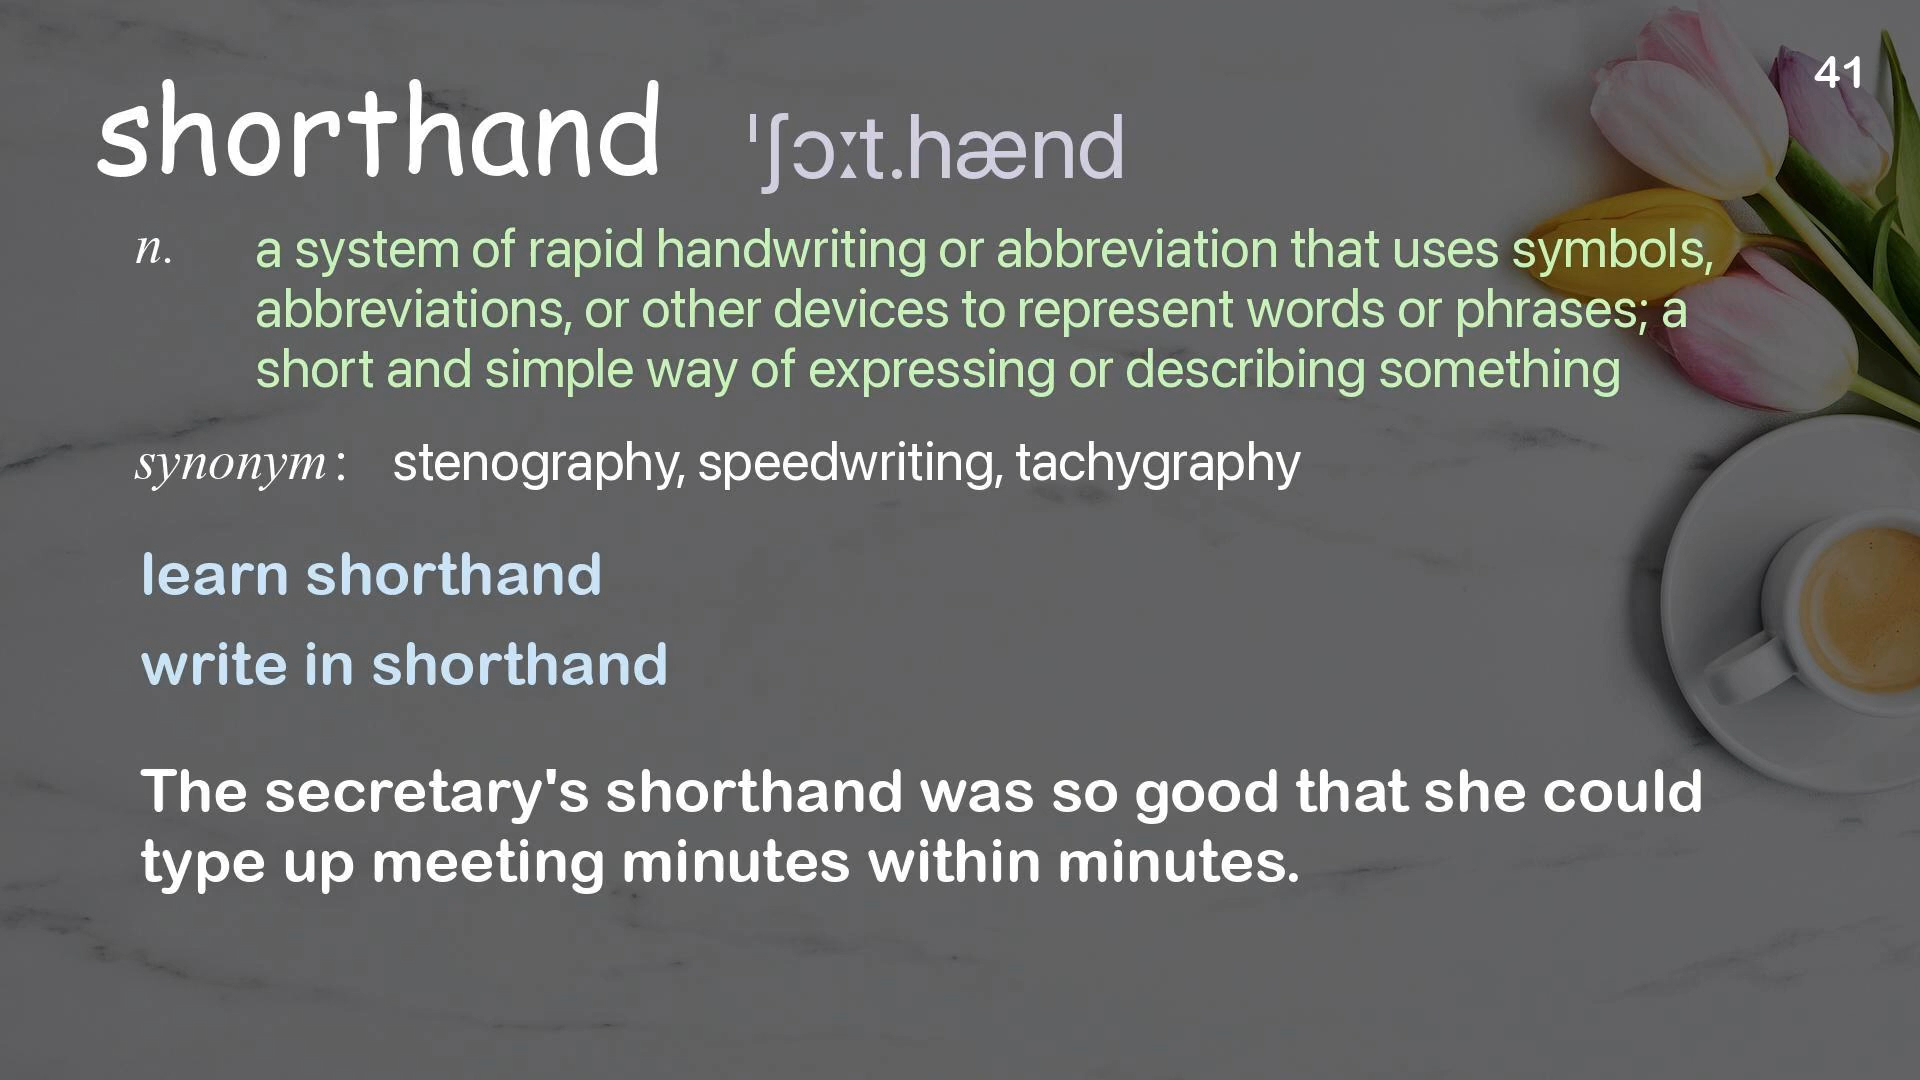 41
shorthand ˈʃɔːt.hænd
n. a system of rapid handwriting or abbreviation that uses symbols,
abbreviations, or other devices to represent words or phrases; a
short and simple way of expressing or describing something
synonym : stenography, speedwriting, tachygraphy
learn shorthand
write in shorthand
The secretary's shorthand was so good that she could
type up meeting minutes within minutes.